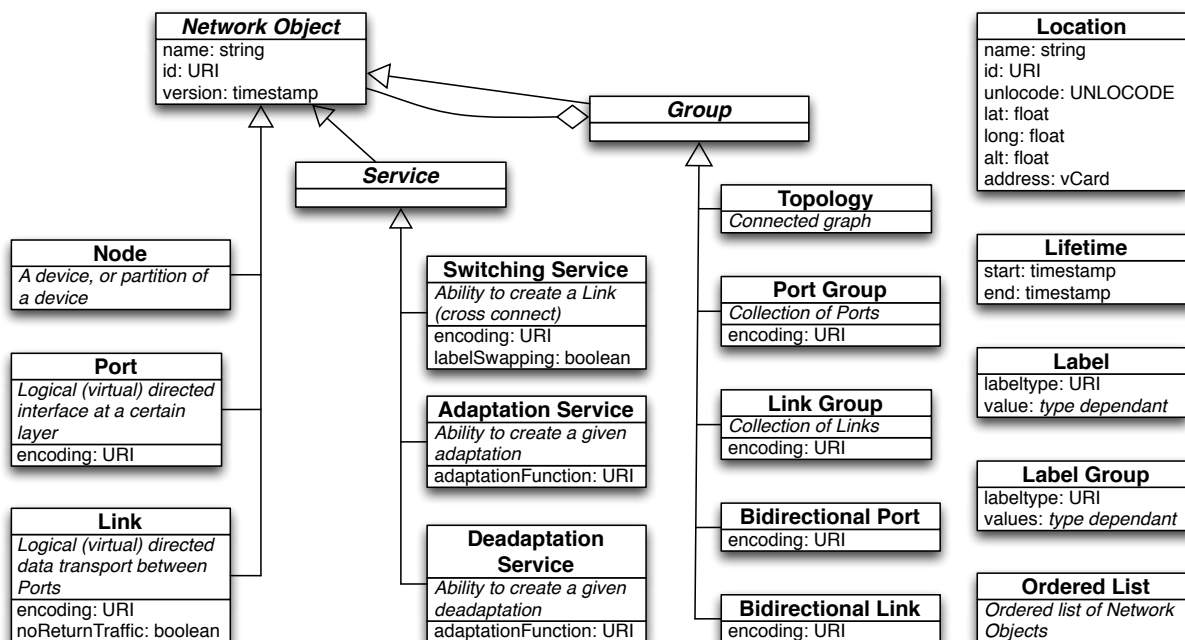 Network Object
name: string
id: URI
version: timestamp
Group
Service
Node
A device, or partition of
a device
Port
Logical (virtual) directed
interface at a certain
layer
encoding: URI
Link
Logical (virtual) directed
data transport between
Ports
encoding: URI
noReturnTraffic: boolean
Switching Service
Ability to create a Link
(cross connect)
encoding: URI
labelSwapping: boolean
Adaptation Service
Ability to create a given
adaptation
adaptationFunction: URI
Deadaptation
Service
Ability to create a given
deadaptation
adaptationFunction: URI
Topology
Connected graph
Port Group
Collection of Ports
encoding: URI
Link Group
Collection of Links
encoding: URI
Bidirectional Port
encoding: URI
Bidirectional Link
encoding: URI
Location
name: string
id: URI
unlocode: UNLOCODE
lat: float
long: float
alt: float
address: vCard
Lifetime
start: timestamp
end: timestamp
Label
labeltype: URI
value: type dependant
Label Group
labeltype: URI
values: type dependant
Ordered List
Ordered list of Network
Objects